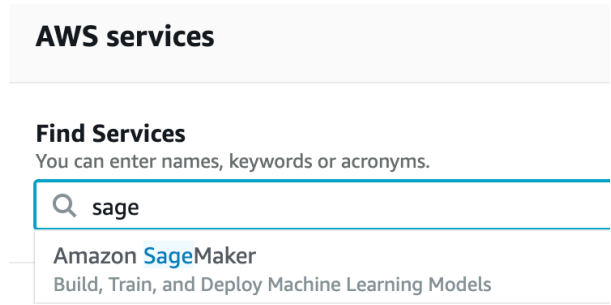 AWS services
Find Services
You can enter names, keywords or acronyms.
sage
Amazon SageMaker
Build, Train, and Deploy Machine Learning Models